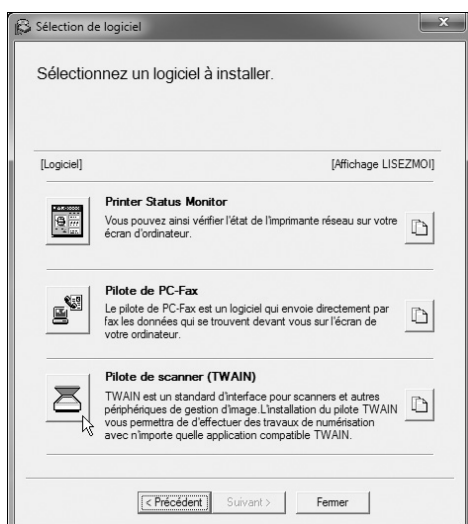 Sélection de logiciel
Sélectionnez un logiciel à installer.
[Logiciel] [Affichage LISEZMOI]
Printer Status Monitor
Vous pouvez ainsi vérifier l'état de l'imprimante réseau sur votre
écran d'ordinateur.
Pilote de PC-Fax
Le pilote de PC-Fax est un logiciel qui envoie directement par
fax les données qui se trouvent devant vous sur l'écran de
votre ordinateur.
Pilote de scanner (TWAIN)
TWAIN est un standard d'interface pour scanners et autres
périphériques de gestion d'image.L'installation du pilote TWAIN
vous permettra de d'effectuer des travaux de numérisation
avec n'importe quelle application compatible TWAIN.
< Précédent Suivant > Fermer